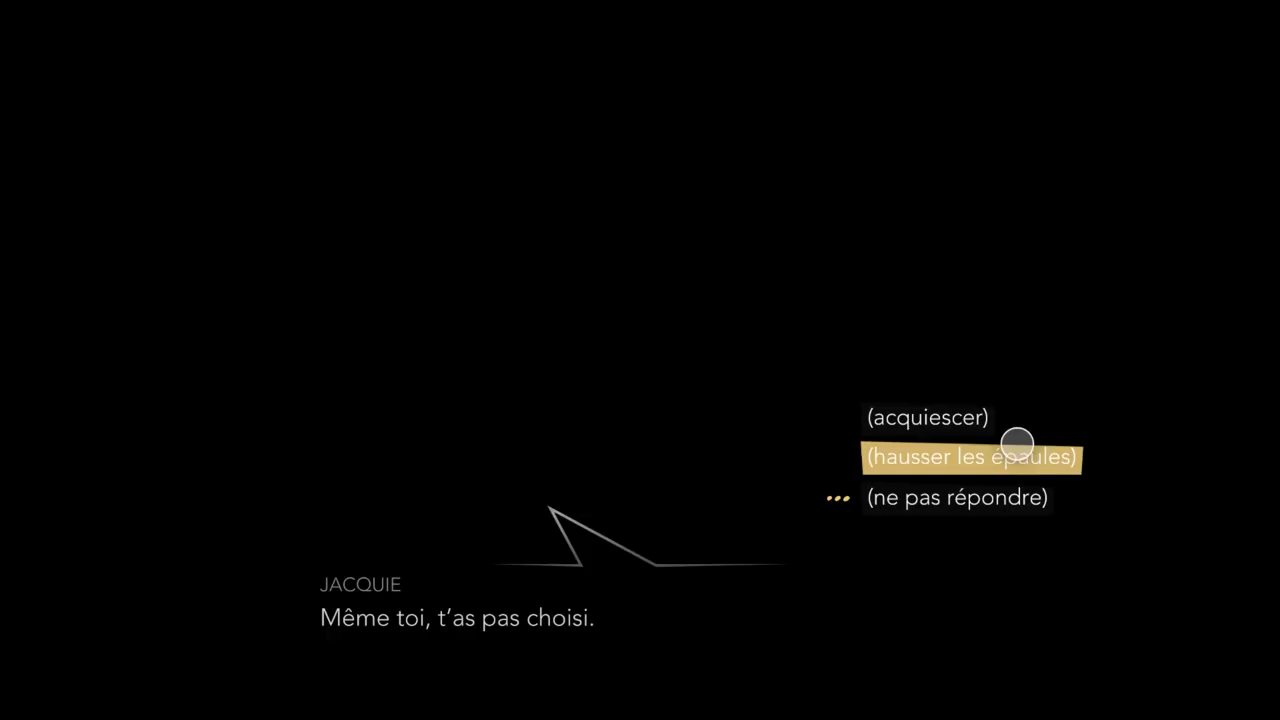 (acquiescer)
(hausser les épaules)
(ne pas répondre)
JACQUIE
Même toi, t'as pas choisi.